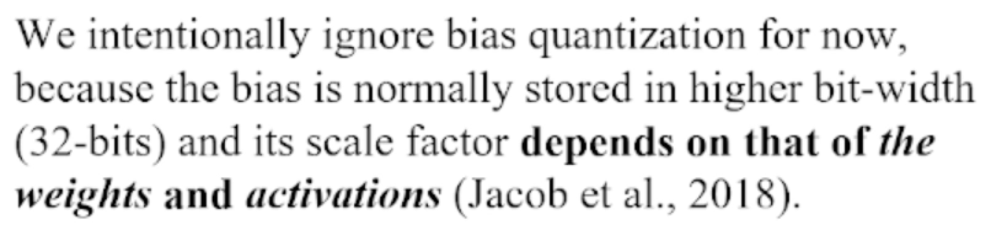 We intentionally ignore bias quantization for now,
because the bias is normally stored in higher bit-width
(32-bits) and its scale factor depends on that of the
weights and activations (Jacob et al., 2018).